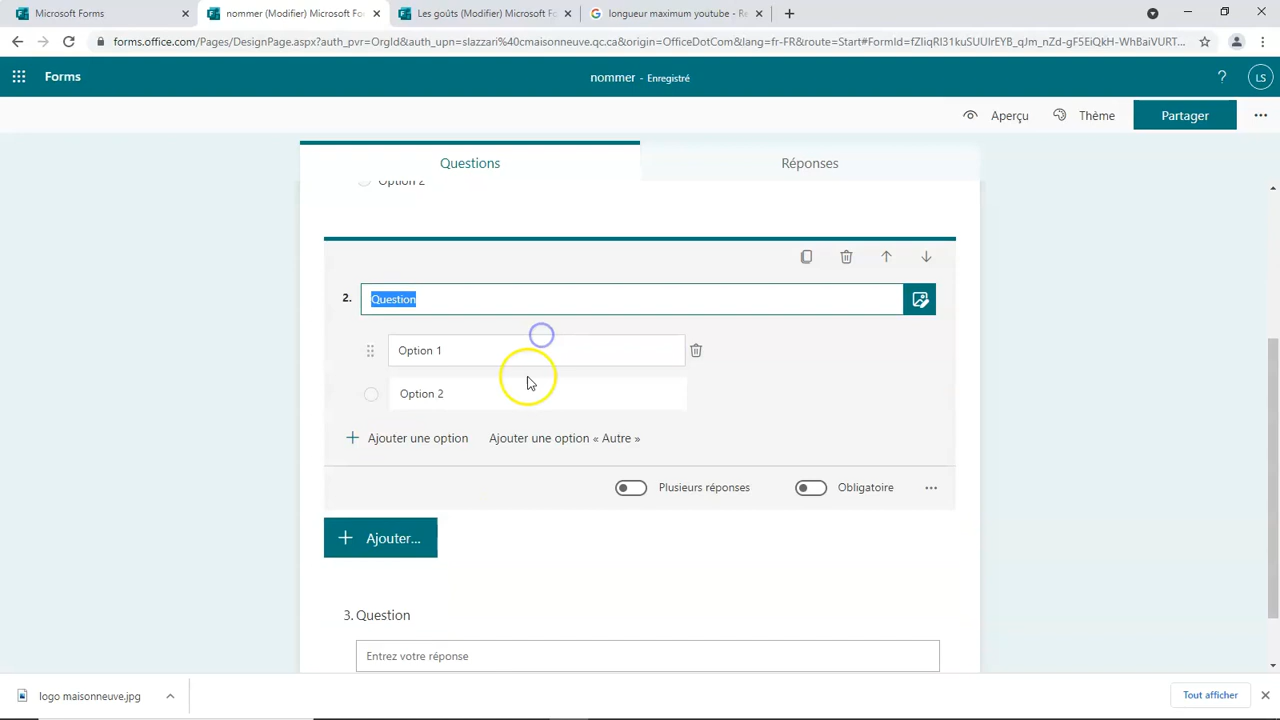 Microsoft Forms
nommer (Modifier) Microsoft Form
Les goûts (Modifier) Microsoft Fo
longueur maximum youtube - Re
forms.office.com/Pages/DesignPage.aspx?auth_pvr=OrgId&auth_upn=slazzari%40cmaisonneuve.qc.ca&origin=OfficeDotCom&lang=fr-FR&route=Start#FormId=
Forms
nommer - Enregistré
?
LS
Aperçu
Thème
Partager
Questions
Réponses
Option 2
2.
Question
Option 1
Option 2
Ajouter une option
Ajouter une option « Autre »
Plusieurs réponses
Obligatoire
Ajouter...
3. Question
Entrez votre réponse
logo maisonneuve.jpg
Tout afficher